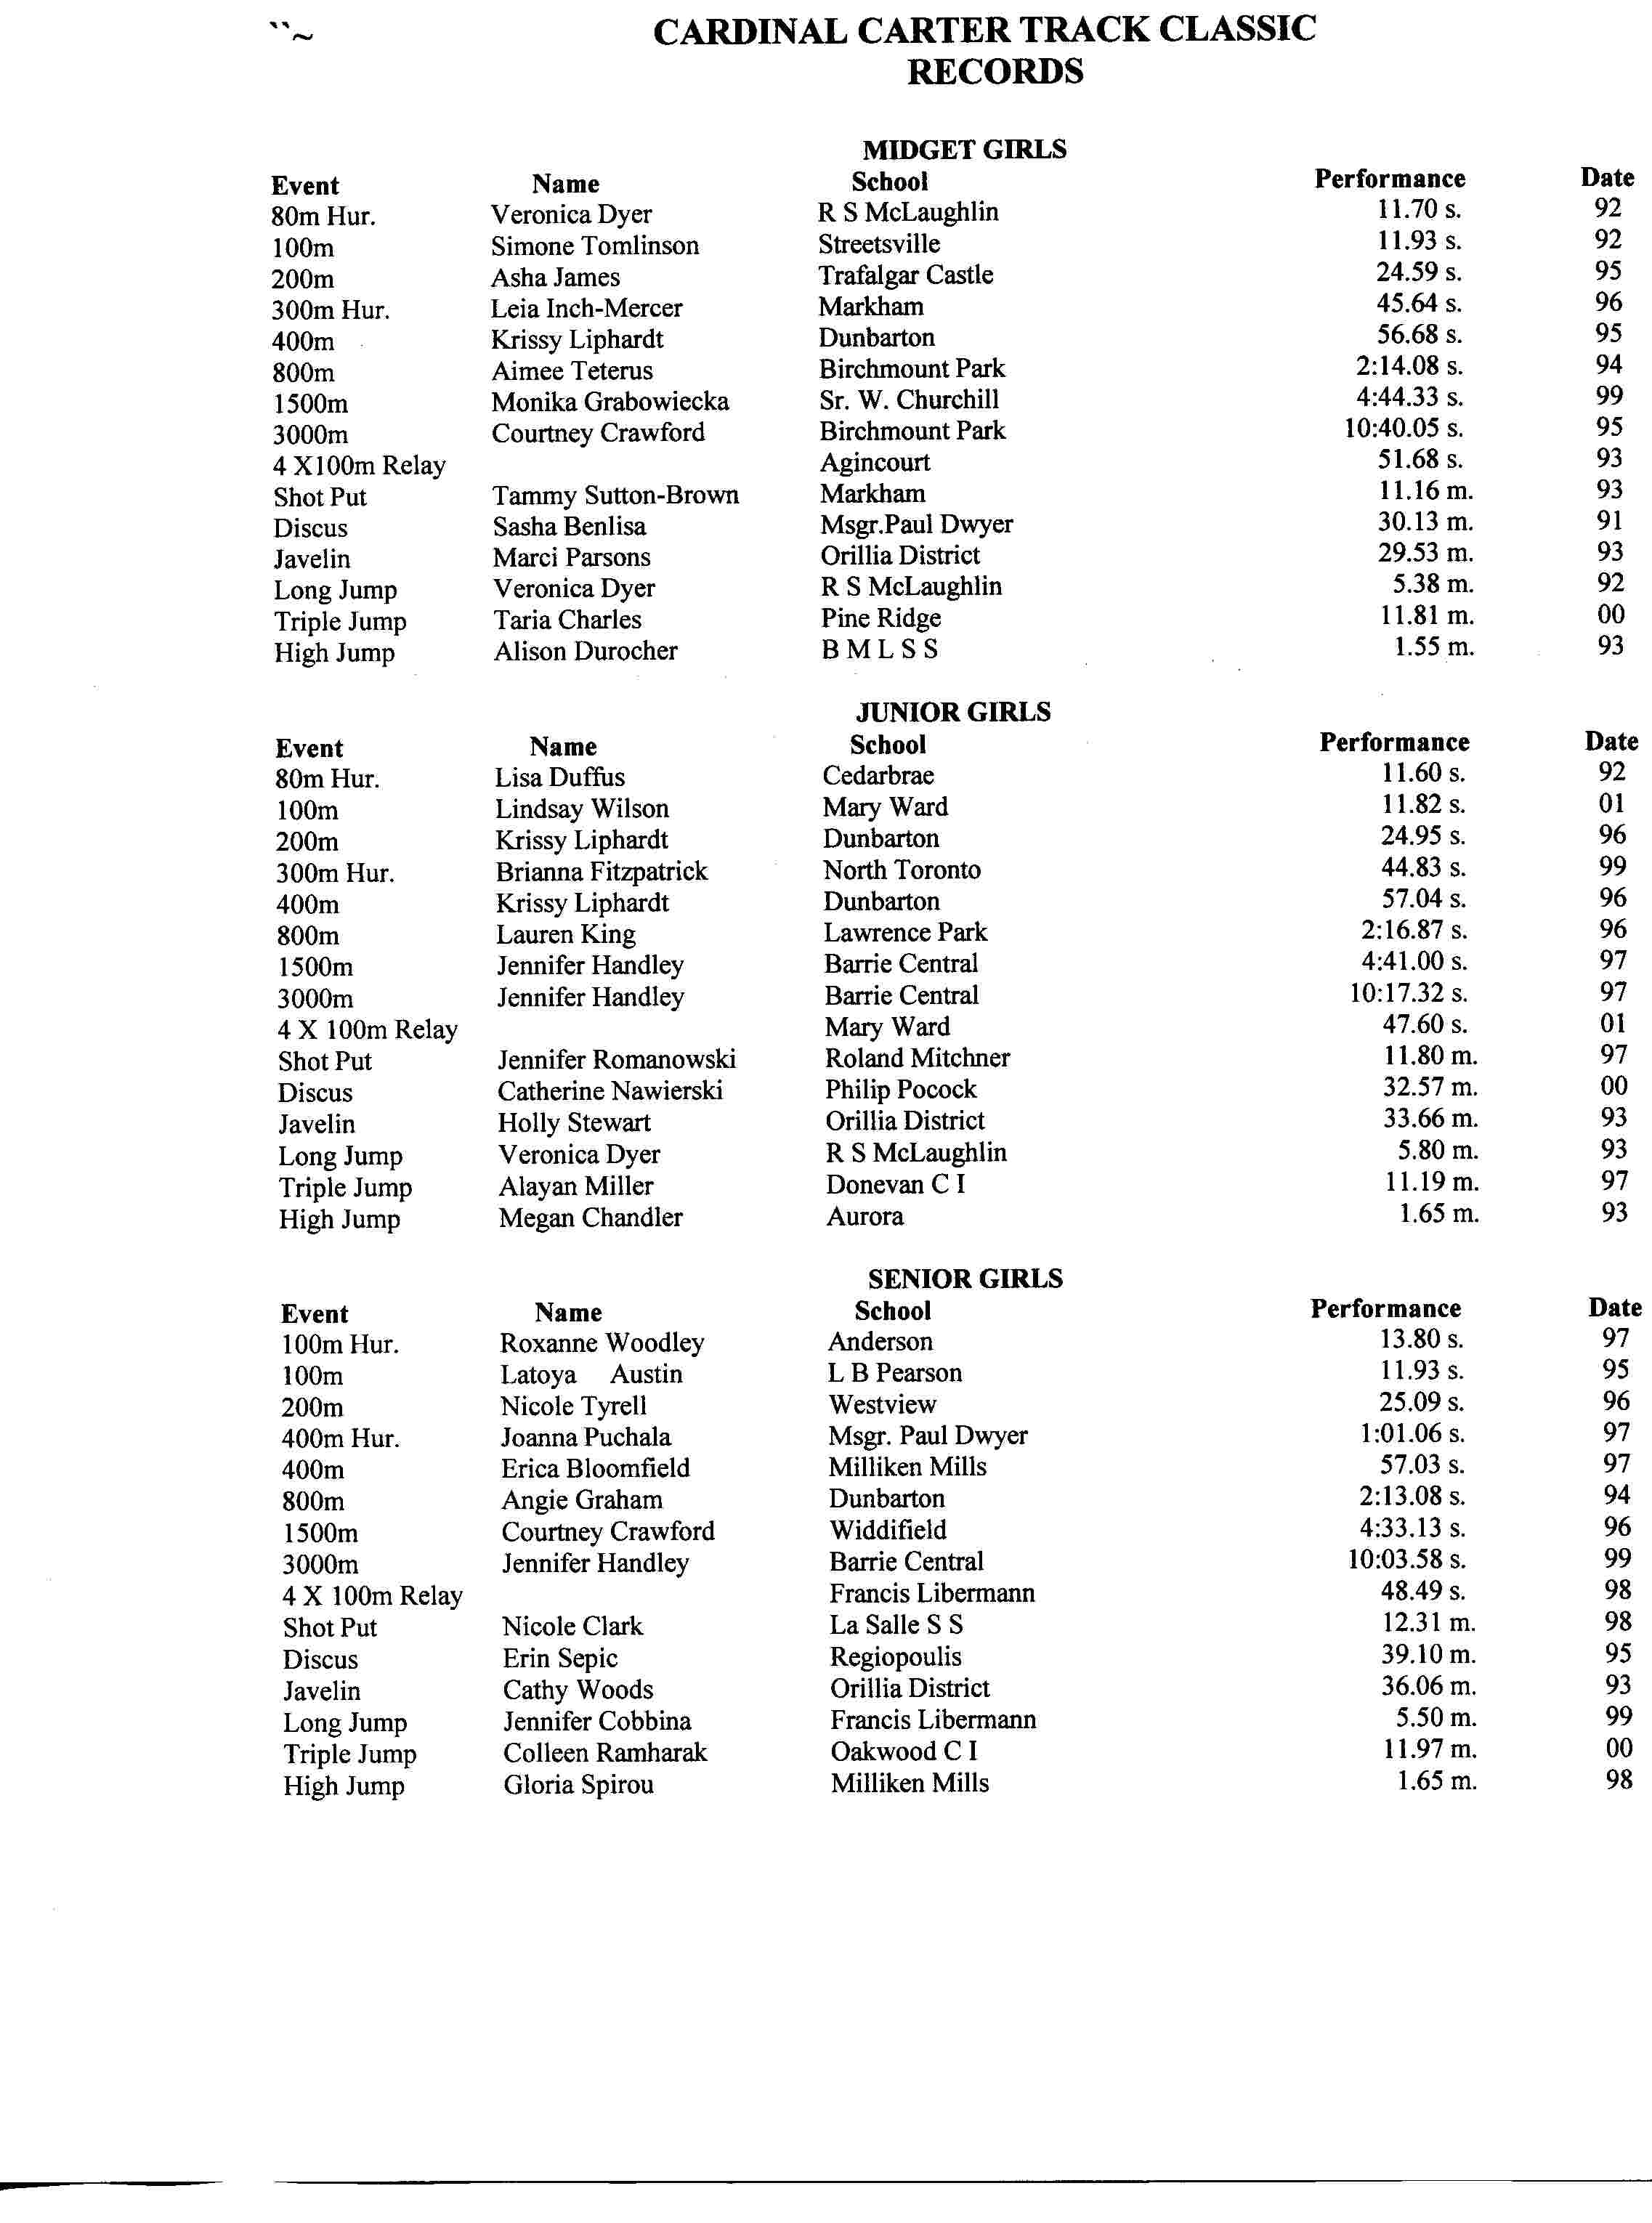 CARDINAL CARTER TRACK CLASSIC
RECORDS
MIDGET GIRLS
Event Name School Performance Date
80m Hur. Veronica Dyer R S McLaughlin 11.70 s. 92
100m Simone Tomlinson Streetsville 11.93 s. 92
200m Asha James Trafalgar Castle 24.59 s. 95
300m Hur. Leia Inch-Mercer Markham 45.64 s. 96
400m Krissy Liphardt Dunbarton 56.68 s. 95
800m Aimee Teterus Birchmount Park 2:14.08 s. 94
1500m Monika Grabowiecka Sr. W. Churchill 4:44.33 s. 99
3000m Courtney Crawford Birchmount Park 10:40.05 s. 95
4 X100m Relay Agincourt 51.68 s. 93
Shot Put Tammy Sutton-Brown Markham 11.16 m. 93
Discus Sasha Benlisa Msgr.Paul Dwyer 30.13 m. 91
Javelin Marci Parsons Orillia District 29.53 m. 93
Long Jump Veronica Dyer R S McLaughlin 5.38 m. 92
Triple Jump Taria Charles Pine Ridge 11.81 m. 00
High Jump Alison Durocher B M L S S 1.55 m. 93
JUNIOR GIRLS
Event Name School Performance Date
80m Hur. Lisa Duffus Cedarbrae 11.60 s. 92
100m Lindsay Wilson Mary Ward 11.82 s. 01
200m Krissy Liphardt Dunbarton 24.95 s. 96
300m Hur. Brianna Fitzpatrick North Toronto 44.83 s. 99
400m Krissy Liphardt Dunbarton 57.04 s. 96
800m Lauren King Lawrence Park 2:16.87 s. 96
1500m Jennifer Handley Barrie Central 4:41.00 s. 97
3000m Jennifer Handley Barrie Central 10:17.32 s. 97
4 X 100m Relay Mary Ward 47.60 s. 01
Shot Put Jennifer Romanowski Roland Mitchner 11.80 m. 97
Discus Catherine Nawierski Philip Pocock 32.57 m. 00
Javelin Holly Stewart Orillia District 33.66 m. 93
Long Jump Veronica Dyer R S McLaughlin 5.80 m. 93
Triple Jump Alayan Miller Donevan C I 11.19 m. 97
High Jump Megan Chandler Aurora 1.65 m. 93
SENIOR GIRLS
Event Name School Performance Date
100m Hur. Roxanne Woodley Anderson 13.80 s. 97
100m Latoya Austin L B Pearson 11.93 s. 95
200m Nicole Tyrell Westview 25.09 s. 96
400m Hur. Joanna Puchala Msgr. Paul Dwyer 1:01.06 s. 97
400m Erica Bloomfield Milliken Mills 57.03 s. 97
800m Angie Graham Dunbarton 2:13.08 s. 94
1500m Courtney Crawford Widdifield 4:33.13 s. 96
3000m Jennifer Handley Barrie Central 10:03.58 s. 99
4 X 100m Relay Francis Libermann 48.49 s. 98
Shot Put Nicole Clark La Salle S S 12.31 m. 98
Discus Erin Sepic Regiopoulis 39.10 m. 95
Javelin Cathy Woods Orillia District 36.06 m. 93
Long Jump Jennifer Cobbina Francis Libermann 5.50 m. 99
Triple Jump Colleen Ramharak Oakwood C I 11.97 m. 00
High Jump Gloria Spirou Milliken Mills 1.65 m. 98